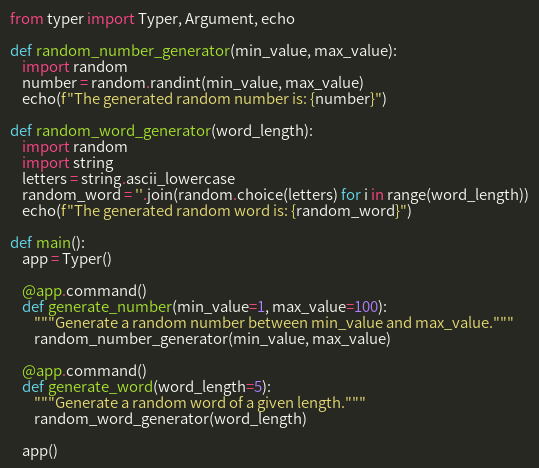 from typer import Typer, Argument, echo

def random_number_generator(min_value, max_value):
    import random
    number = random.randint(min_value, max_value)
    echo(f"The generated random number is: {number}")

def random_word_generator(word_length):
    import random
    import string
    letters = string.ascii_lowercase
    random_word = ''.join(random.choice(letters) for i in range(word_length))
    echo(f"The generated random word is: {random_word}")

def main():
    app = Typer()

    @app.command()
    def generate_number(min_value=1, max_value=100):
        """Generate a random number between min_value and max_value."""
        random_number_generator(min_value, max_value)

    @app.command()
    def generate_word(word_length=5):
        """Generate a random word of a given length."""
        random_word_generator(word_length)

    app()